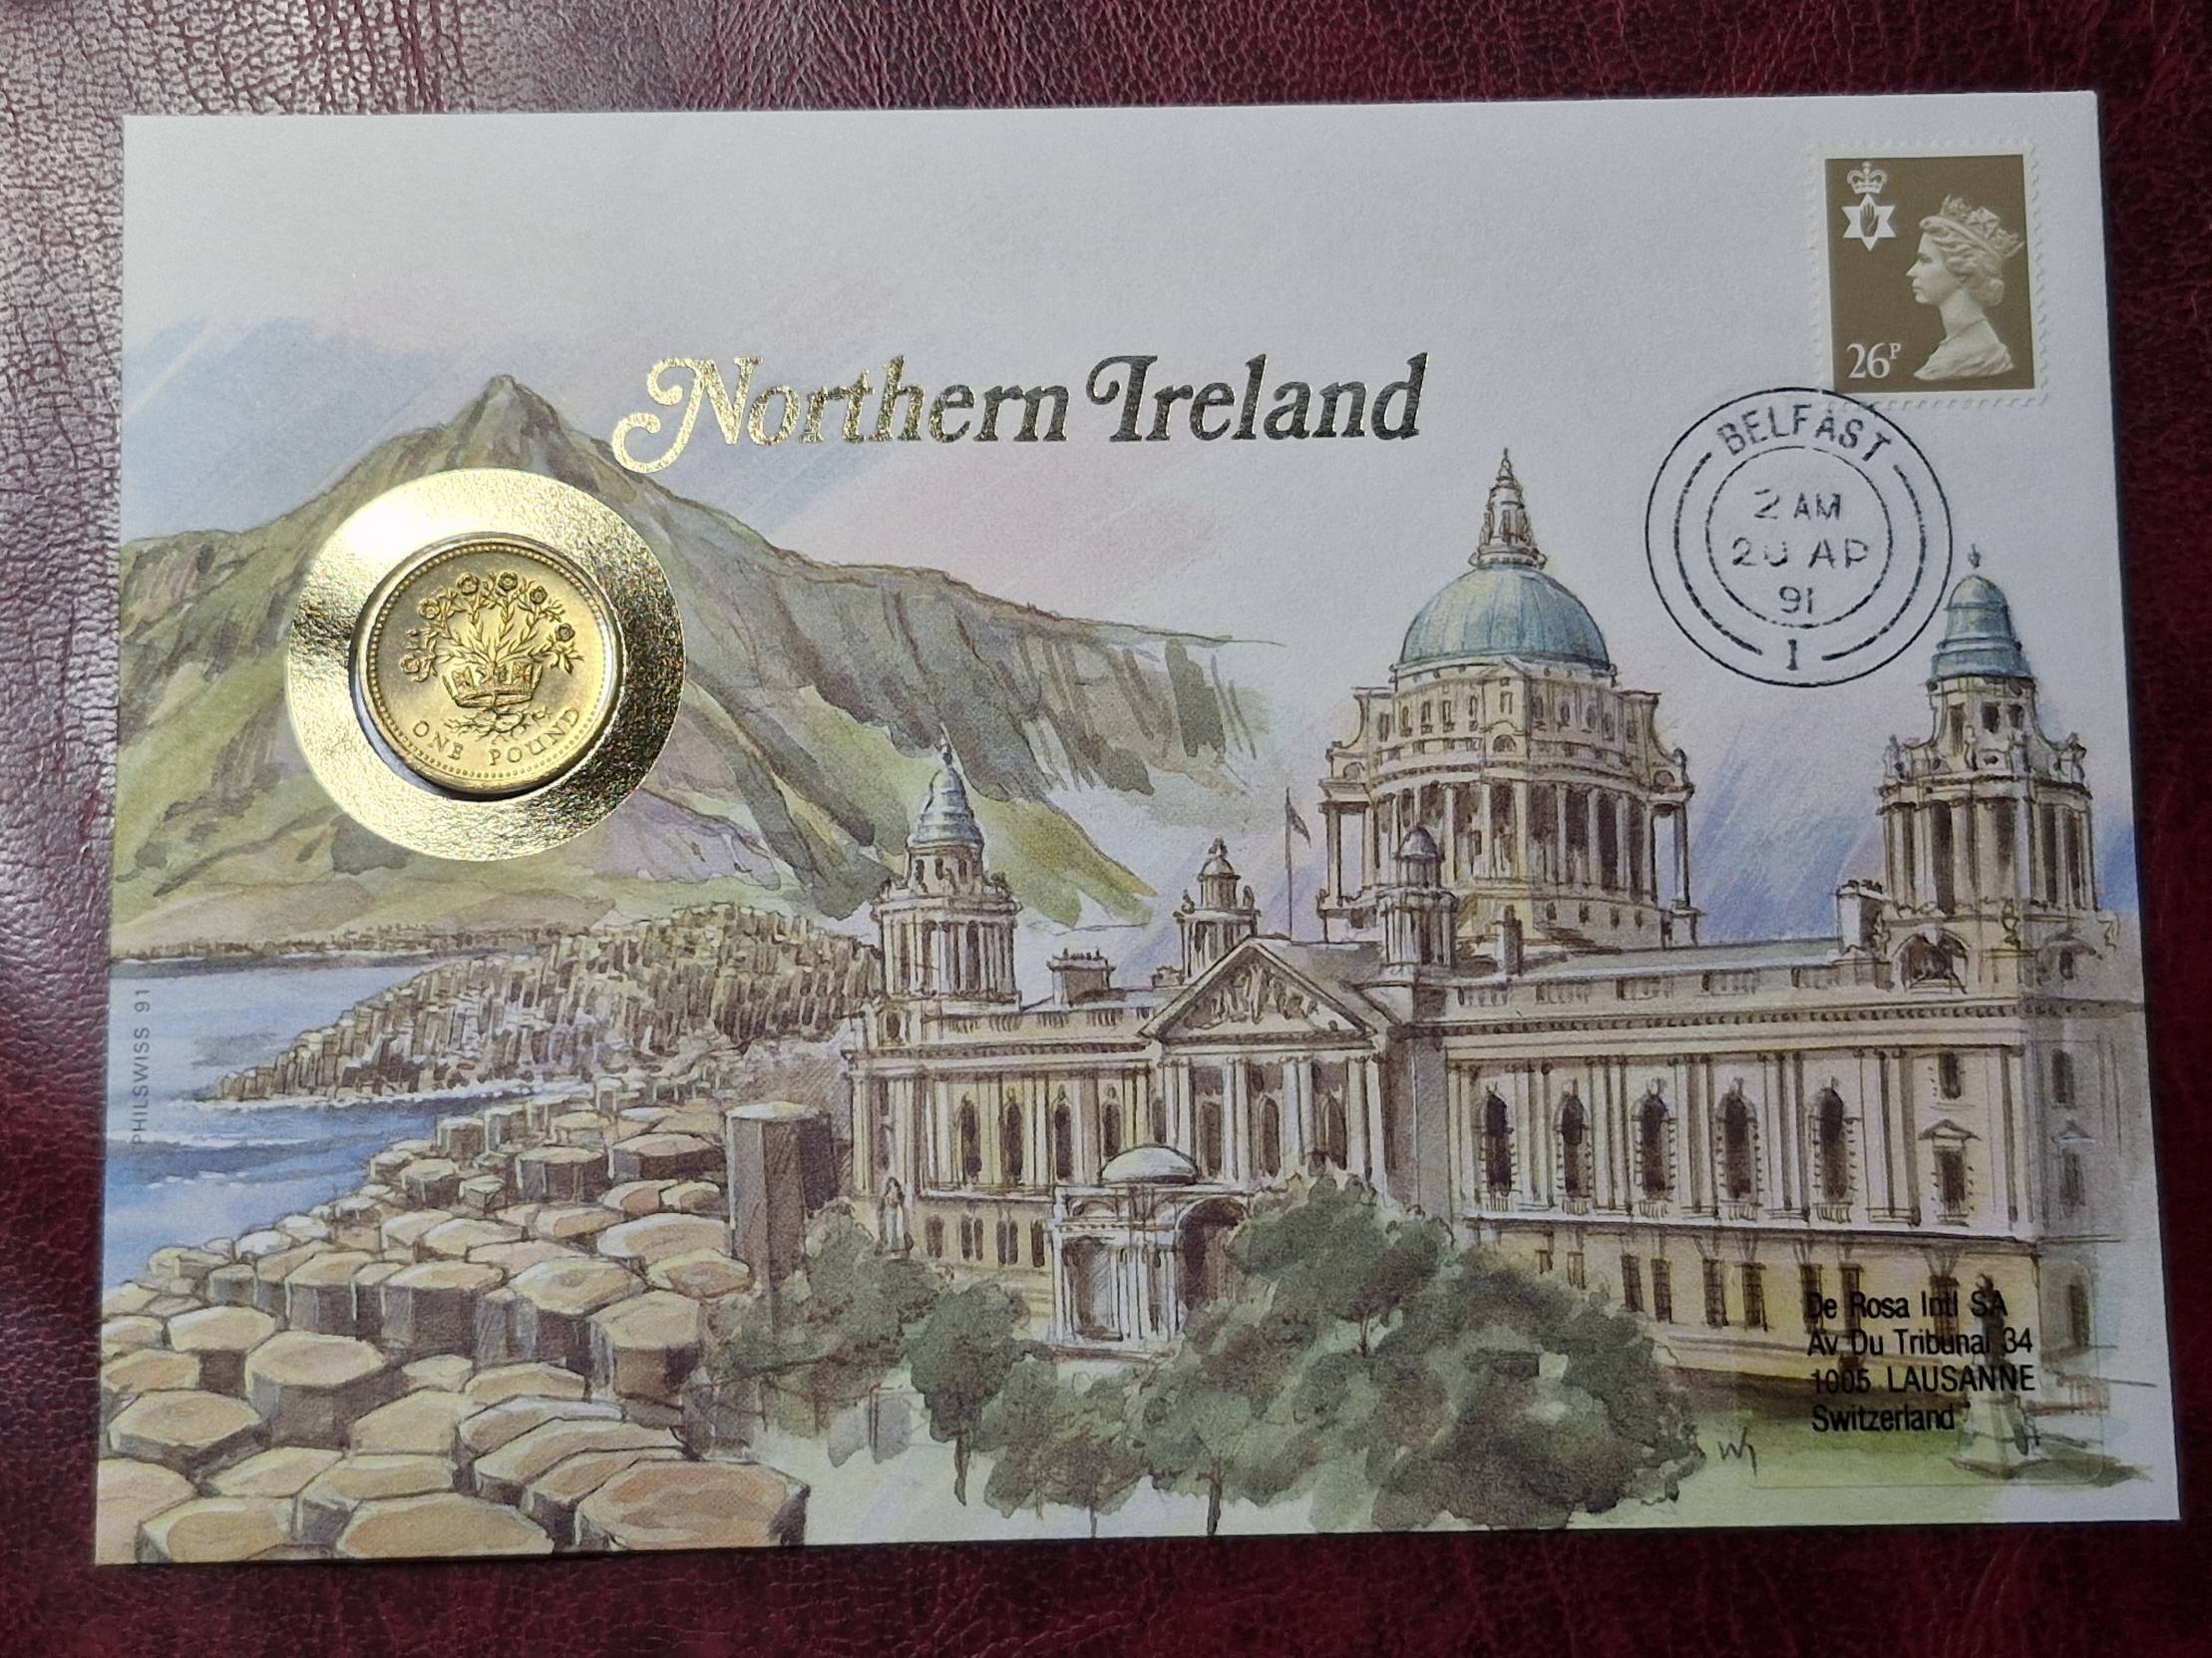 Northern Ireland
26P
BELFAST
2 AM
20 AP
91
I
ONE POUND
PHILSWISS 91
De Rosa Intl SA
Av Du Tribunal 34
1005 LAUSANNE
Switzerland